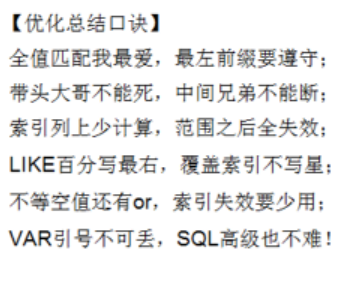 【优化总结口诀】
全值匹配我最爱，最左前缀要遵守；
带头大哥不能死，中间兄弟不能断；
索引列上少计算，范围之后全失效；
LIKE百分写最右，覆盖索引不写星；
不等空值还有or，索引失效要少用；
VAR引号不可丢，SQL高级也不难！